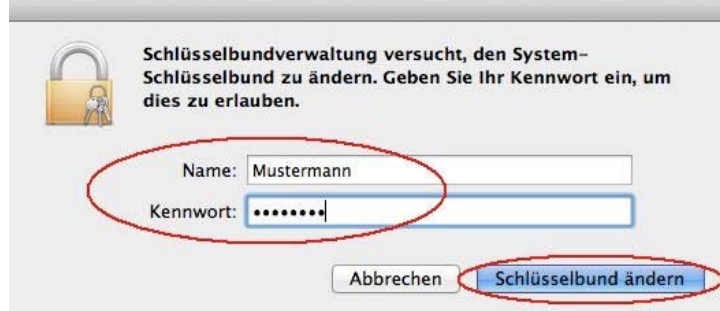 Schlüsselbundverwaltung versucht, den System-
Schlüsselbund zu ändern. Geben Sie Ihr Kennwort ein, um
dies zu erlauben.
Name: Mustermann
Kennwort: ••••••••
Abbrechen Schlüsselbund ändern